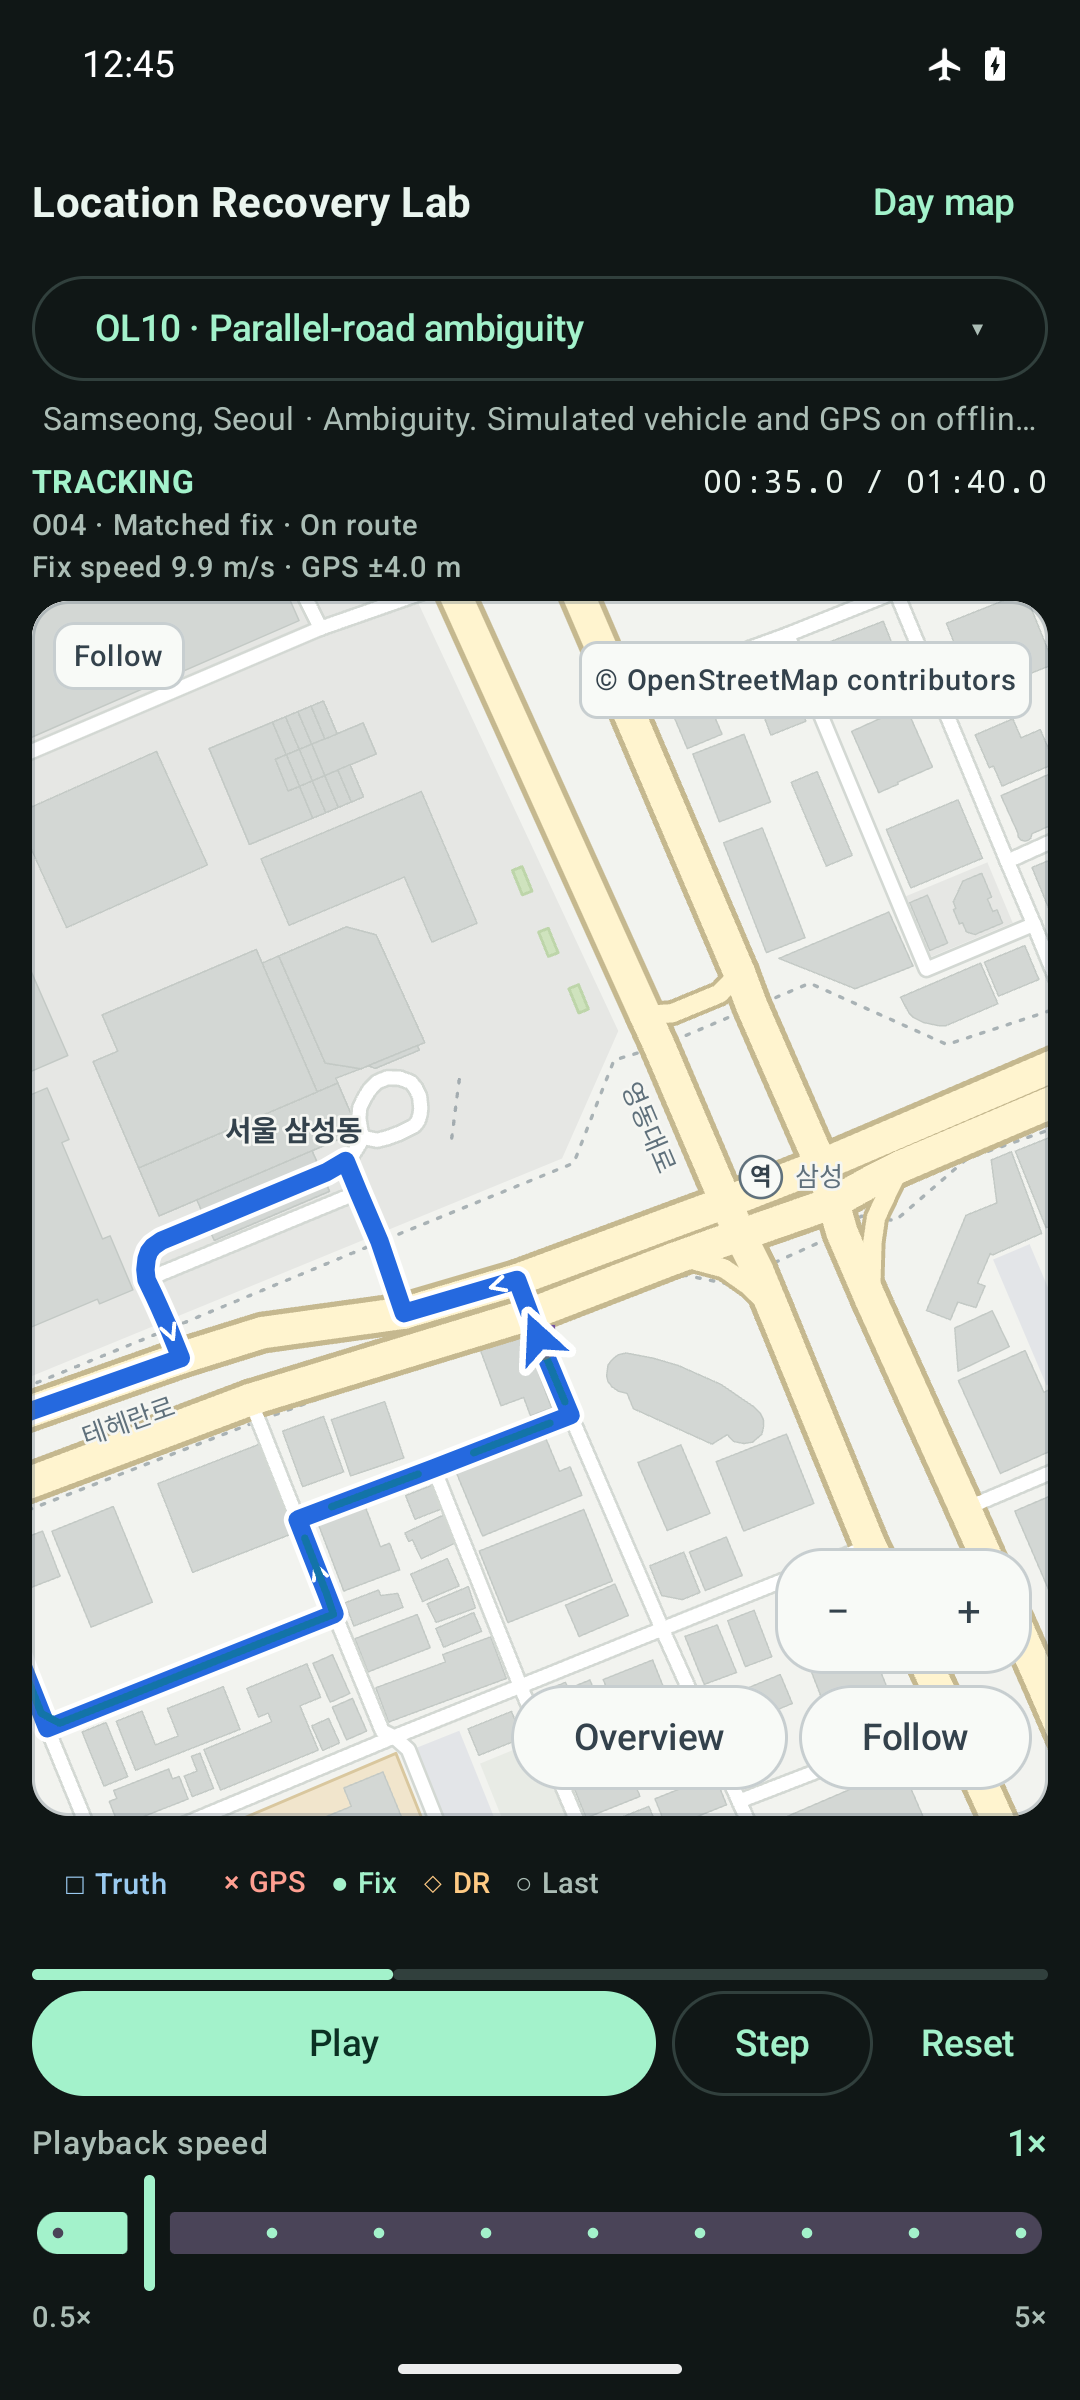 12:45
Location Recovery Lab
Day map
OL10 · Parallel-road ambiguity
Samseong, Seoul · Ambiguity. Simulated vehicle and GPS on offlin…
TRACKING
00:35.0 / 01:40.0
O04 · Matched fix · On route
Fix speed 9.9 m/s · GPS ±4.0 m
Follow
© OpenStreetMap contributors
영동대로
서울 삼성동
역 삼성
테헤란로
− +
Overview
Follow
□ Truth × GPS ● Fix ◇ DR ○ Last
Play
Step
Reset
Playback speed
1×
0.5×
5×